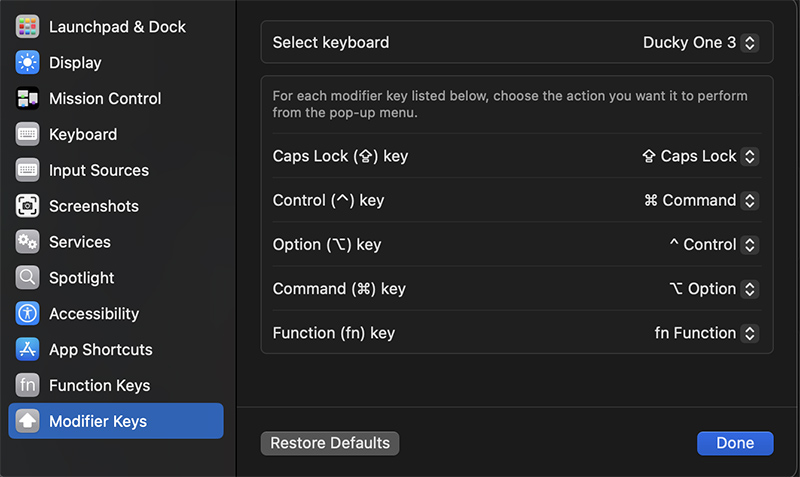 Launchpad & Dock
Display
Mission Control
Keyboard
Input Sources
Screenshots
Services
Spotlight
Accessibility
App Shortcuts
fn Function Keys
Modifier Keys
Select keyboard Ducky One 3
For each modifier key listed below, choose the action you want it to perform
from the pop-up menu.
Caps Lock (⇪) key ⇪ Caps Lock
Control (^) key ⌘ Command
Option (⌥) key ^ Control
Command (⌘) key ⌥ Option
Function (fn) key fn Function
Restore Defaults Done